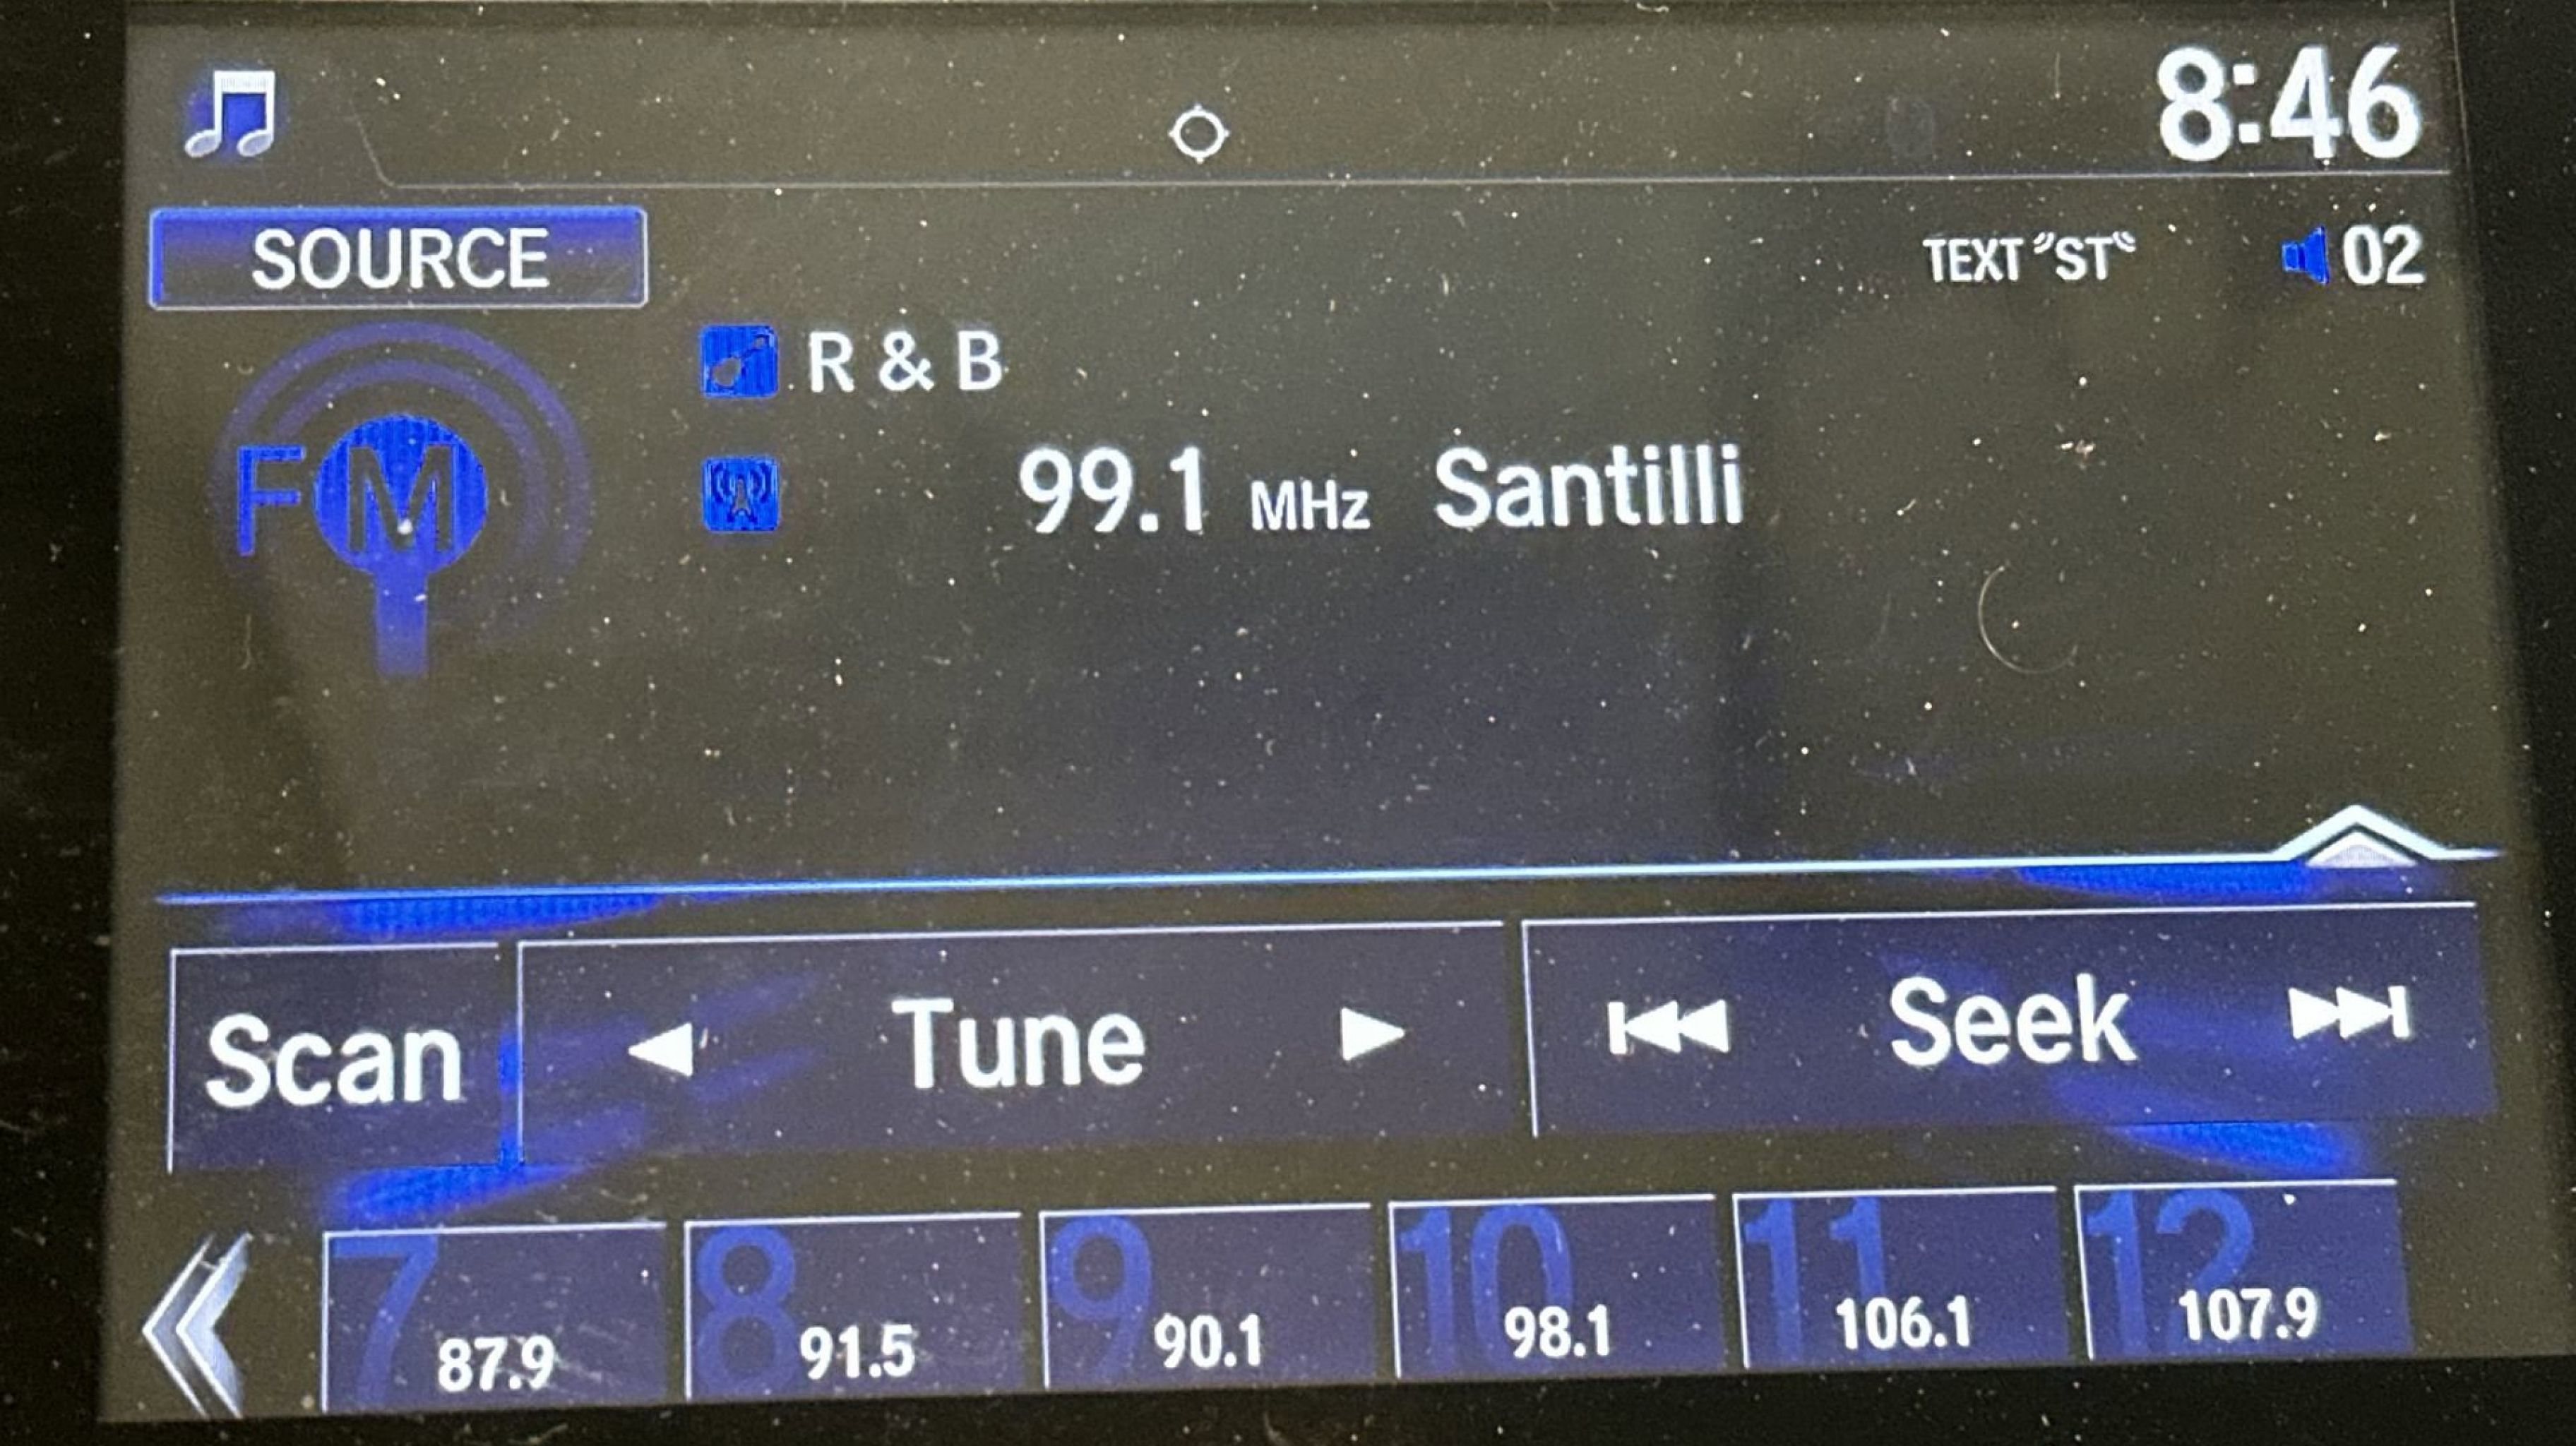 8:46
SOURCE
TEXT "ST"
02
R & B
FM
99.1 MHz Santilli
Scan
Tune
Seek
7 8 9 10 11 12
87.9 91.5 90.1 98.1 106.1 107.9